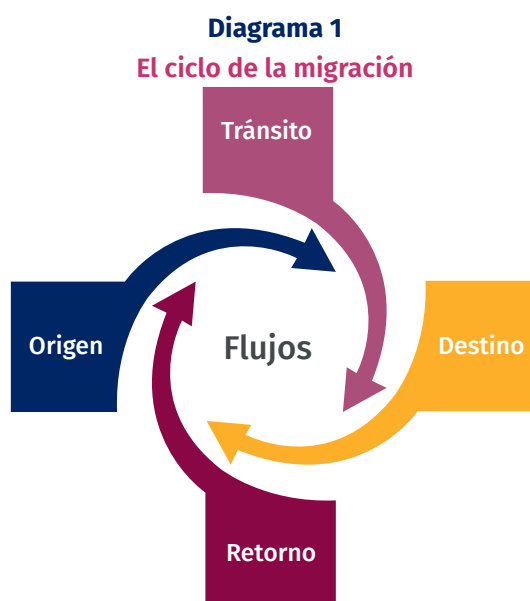 Diagrama 1
El ciclo de la migración
Tránsito
Origen
Flujos
Destino
Retorno